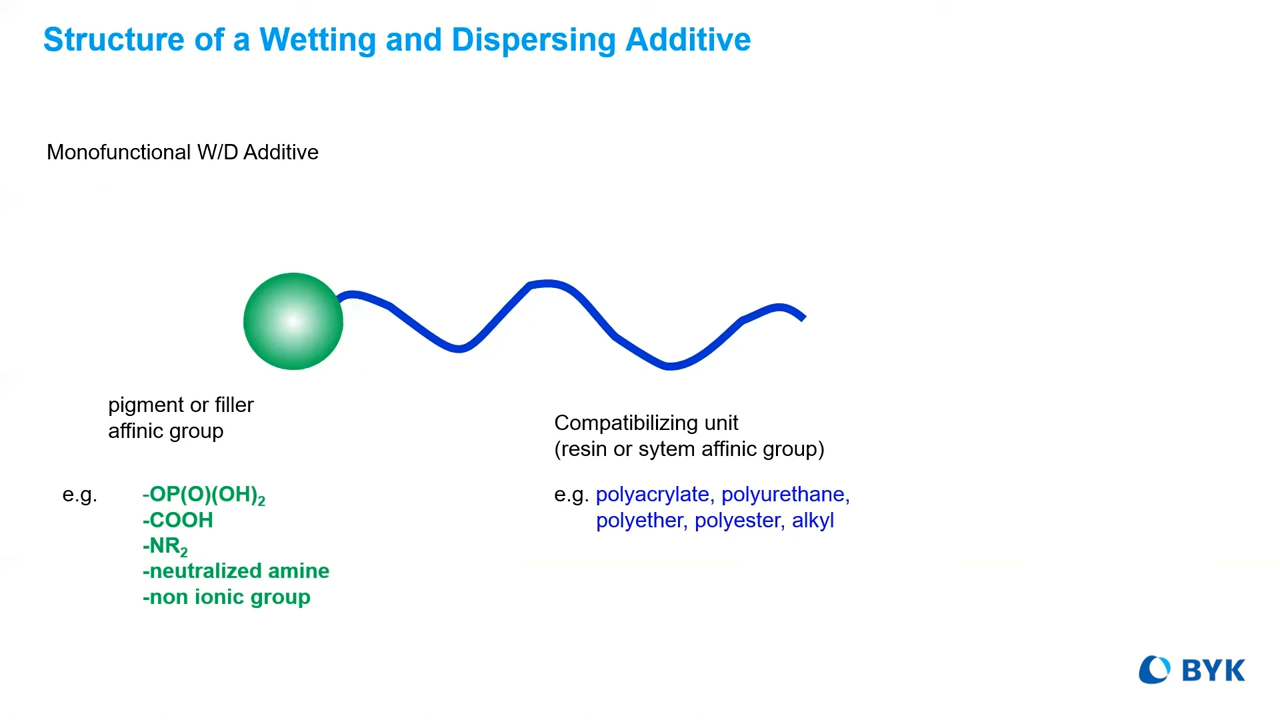 Structure of a Wetting and Dispersing Additive
Monofunctional W/D Additive
pigment or filler
affinic group
Compatibilizing unit
(resin or sytem affinic group)
e.g. -OP(O)(OH)₂
-COOH
-NR₂
-neutralized amine
-non ionic group
e.g. polyacrylate, polyurethane,
polyether, polyester, alkyl
BYK